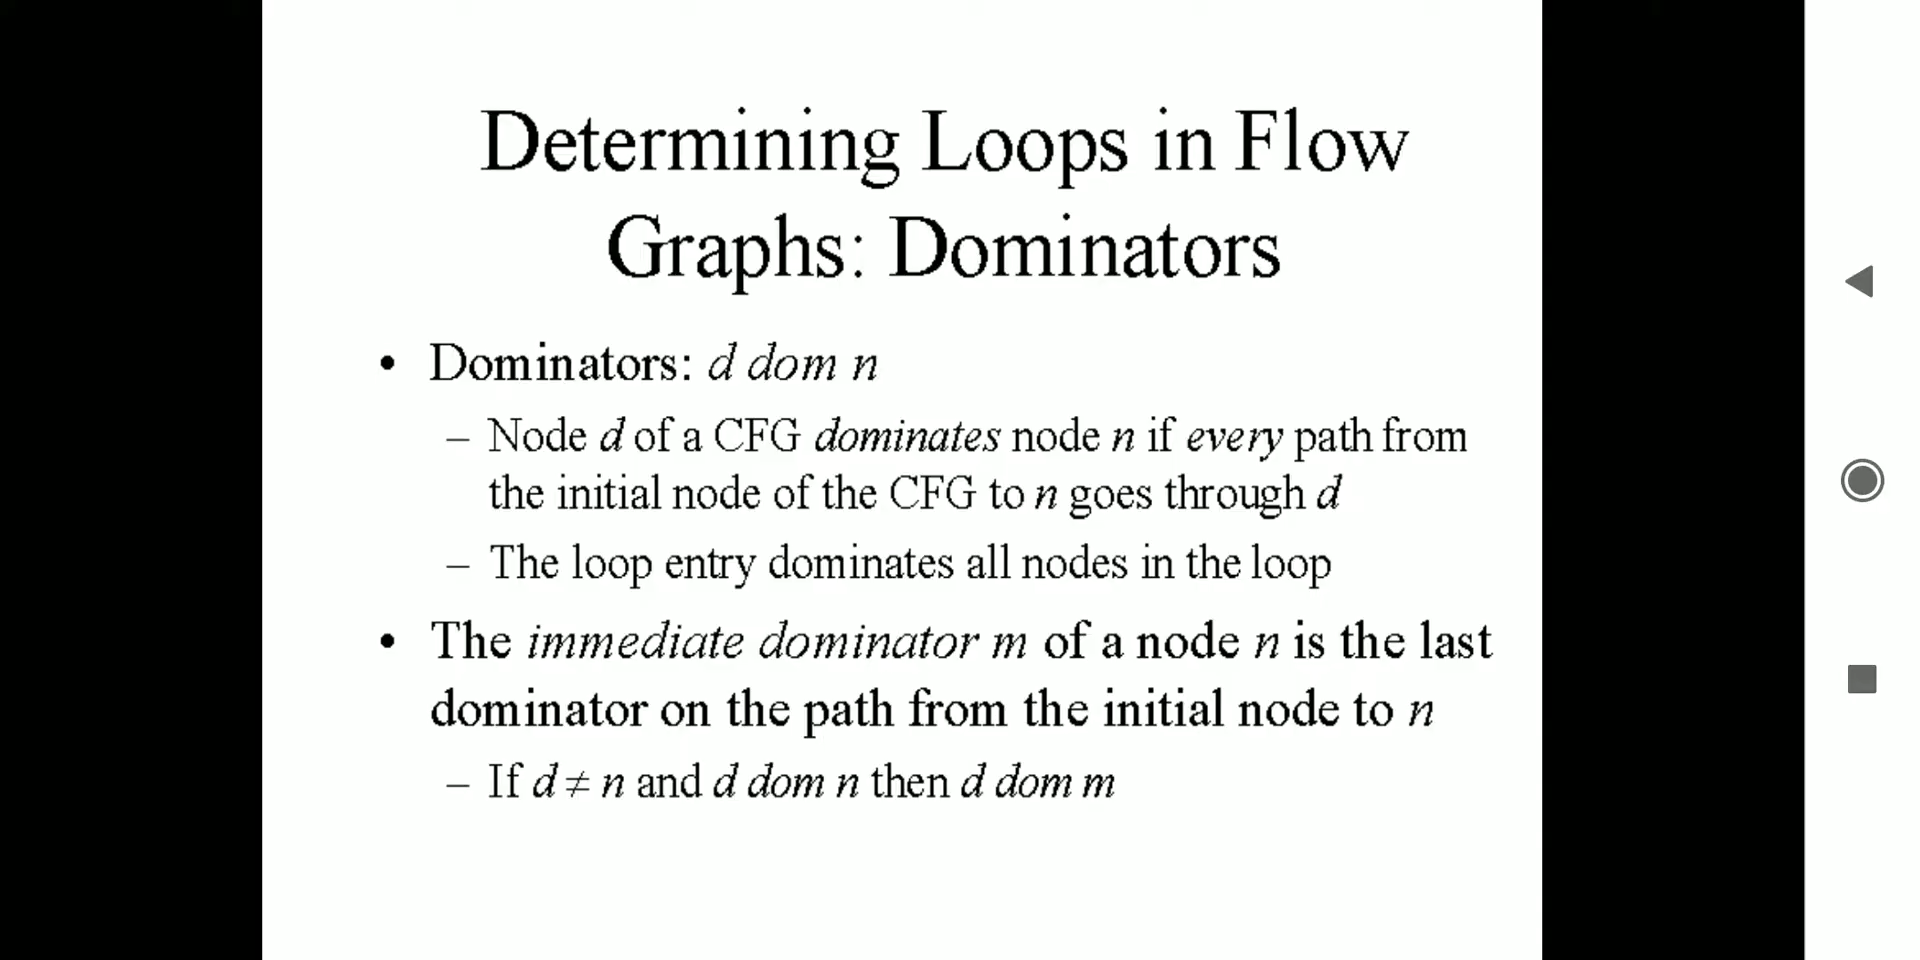 Determining Loops in Flow
Graphs: Dominators
• Dominators: d dom n
– Node d of a CFG dominates node n if every path from
the initial node of the CFG to n goes through d
– The loop entry dominates all nodes in the loop
• The immediate dominator m of a node n is the last
dominator on the path from the initial node to n
– If d ≠ n and d dom n then d dom m